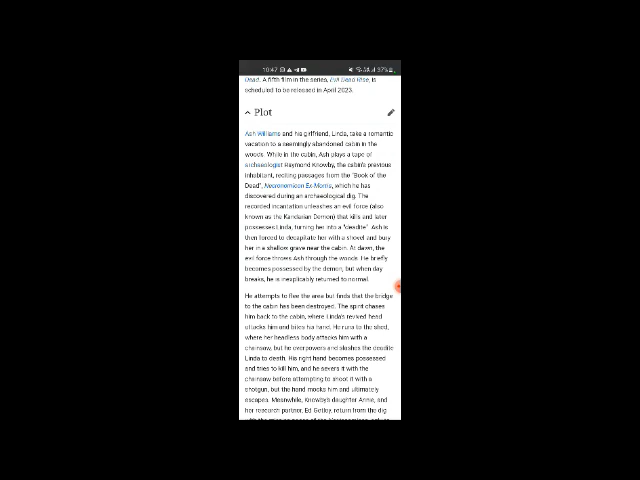 10:47 37%
Dead. A fifth film in the series, Evil Dead Rise, is
scheduled to be released in April 2023.
Plot
Ash Williams and his girlfriend, Linda, take a romantic
vacation to a seemingly abandoned cabin in the
woods. While in the cabin, Ash plays a tape of
archaeologist Raymond Knowby, the cabin's previous
inhabitant, reciting passages from the "Book of the
Dead", Necronomicon Ex-Mortis, which he has
discovered during an archaeological dig. The
recorded incantation unleashes an evil force (also
known as the Kandarian Demon) that kills and later
possesses Linda, turning her into a "deadite". Ash is
then forced to decapitate her with a shovel and bury
her in a shallow grave near the cabin. At dawn, the
evil force throws Ash through the woods. He briefly
becomes possessed by the demon, but when day
breaks, he is inexplicably returned to normal.
He attempts to flee the area but finds that the bridge
to the cabin has been destroyed. The spirit chases
him back to the cabin, where Linda's revived head
attacks him and bites his hand. He runs to the shed,
where her headless body attacks him with a
chainsaw, but he overpowers and slashes the deadite
Linda to death. His right hand becomes possessed
and tries to kill him, and he severs it with the
chainsaw before attempting to shoot it with a
shotgun, but the hand mocks him and ultimately
escapes. Meanwhile, Knowby's daughter Annie, and
her research partner, Ed Getley, return from the dig